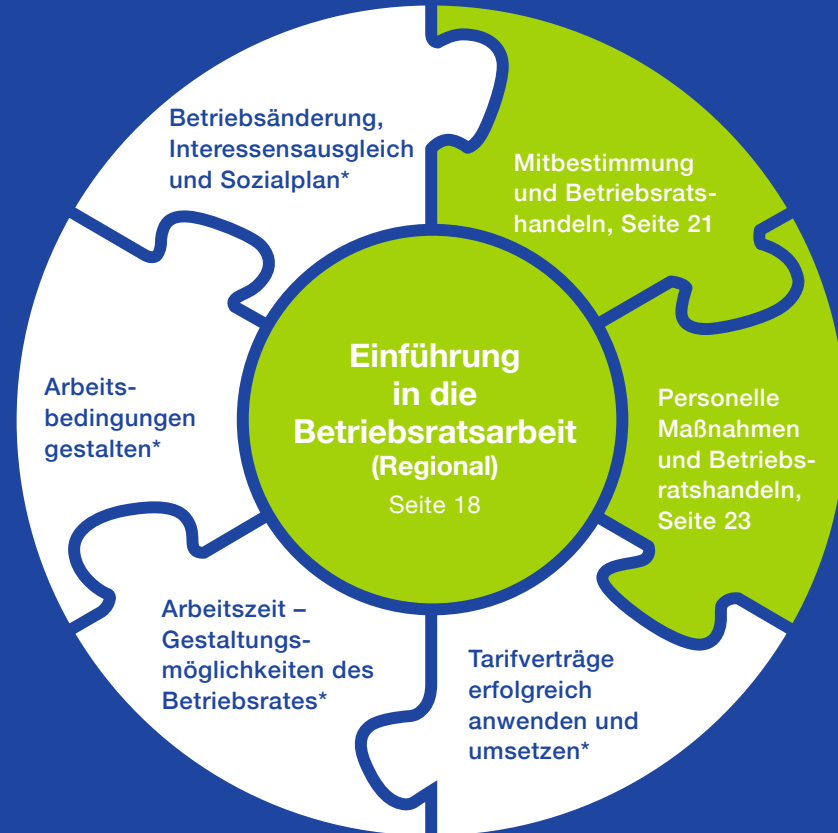 Betriebsänderung,
Interessensausgleich
und Sozialplan*
Mitbestimmung
und Betriebsrats-
handeln, Seite 21
Einführung
in die
Betriebsratsarbeit
(Regional)
Seite 18
Arbeits-
bedingungen
gestalten*
Personelle
Maßnahmen
und Betriebs-
ratshandeln,
Seite 23
Arbeitszeit –
Gestaltungs-
möglichkeiten des
Betriebsrates*
Tarifverträge
erfolgreich
anwenden und
umsetzen*